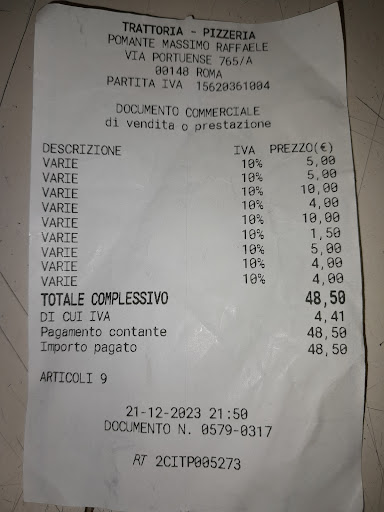 TRATTORIA - PIZZERIA
POMANTE MASSIMO RAFFAELE
VIA PORTUENSE 765/A
00148 ROMA
PARTITA IVA 15620361004
DOCUMENTO COMMERCIALE
di vendita o prestazione
DESCRIZIONE IVA PREZZO(€)
VARIE 10% 5,00
VARIE 10% 5,00
VARIE 10% 10,00
VARIE 10% 4,00
VARIE 10% 10,00
VARIE 10% 1,50
VARIE 10% 5,00
VARIE 10% 4,00
VARIE 10% 4,00
TOTALE COMPLESSIVO 48,50
DI CUI IVA 4,41
Pagamento contante 48,50
Importo pagato 48,50
ARTICOLI 9
21-12-2023 21:50
DOCUMENTO N. 0579-0317
RT 2CITP005273